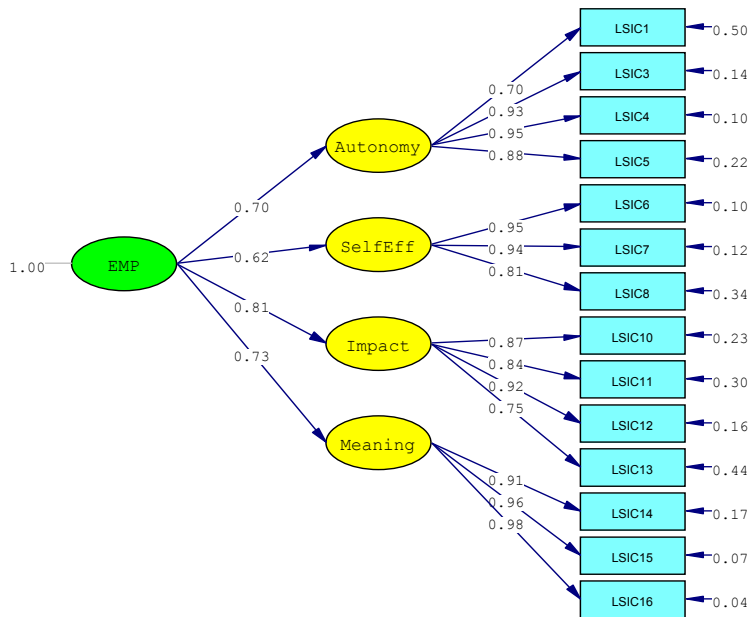 LSIC1
0.50
LSIC3
0.14
0.70
0.93
LSIC4
0.10
0.95
Autonomy
0.88
LSIC5
0.22
0.70
LSIC6
0.10
0.95
SelfEff
0.94
LSIC7
0.12
0.62
1.00
EMP
0.81
LSIC8
0.34
0.81
0.87
LSIC10
0.23
Impact
0.84
LSIC11
0.30
0.73
0.92
0.75
LSIC12
0.16
Meaning
LSIC13
0.44
0.91
0.96
0.98
LSIC14
0.17
LSIC15
0.07
LSIC16
0.04